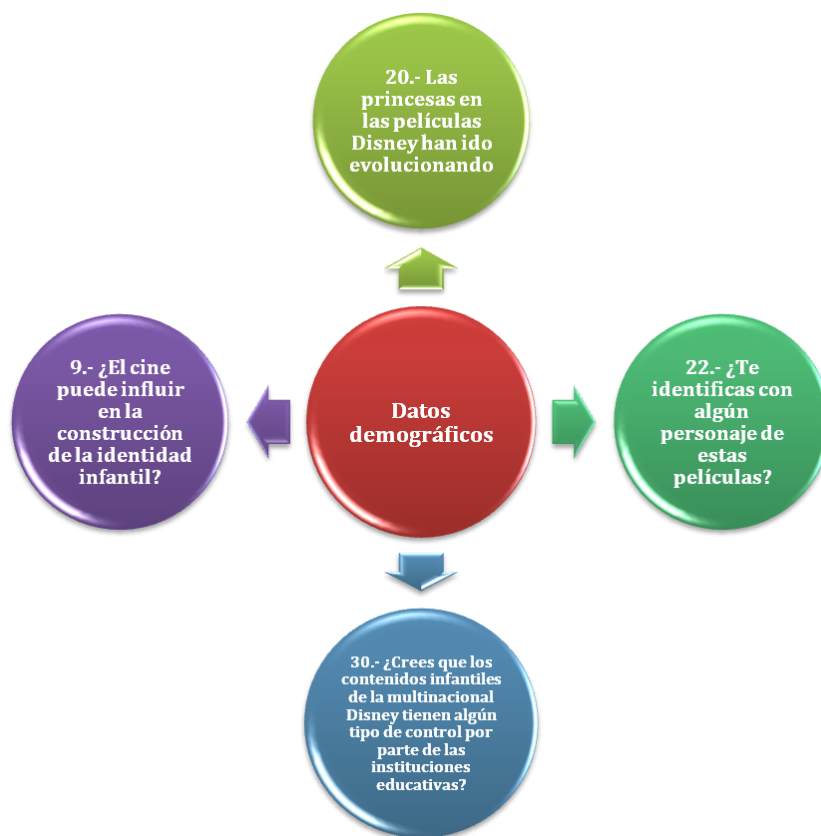 20.- Las
princesas en
las películas
Disney han ido
evolucionando
9.- ¿El cine
puede influir
en la
construcción
de la identidad
infantil?
Datos
demográficos
22.- ¿Te
identificas con
algún
personaje de
estas
películas?
30.- ¿Crees que los
contenidos infantiles
de la multinacional
Disney tienen algún
tipo de control por
parte de las
instituciones
educativas?